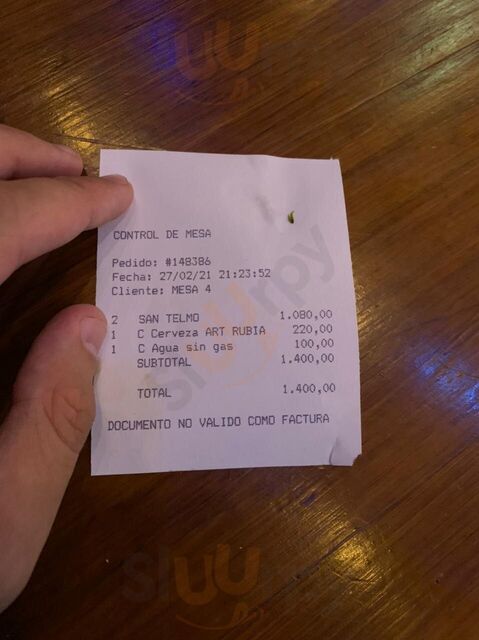 CONTROL DE MESA
Pedido: #148386
Fecha: 27/02/21 21:23:52
Cliente: MESA 4
2 SAN TELMO 1.080,00
1 C Cerveza ART RUBIA 220,00
1 C Agua sin gas 100,00
SUBTOTAL 1.400,00
TOTAL 1.400,00
DOCUMENTO NO VALIDO COMO FACTURA
sluurpy
sluurpy